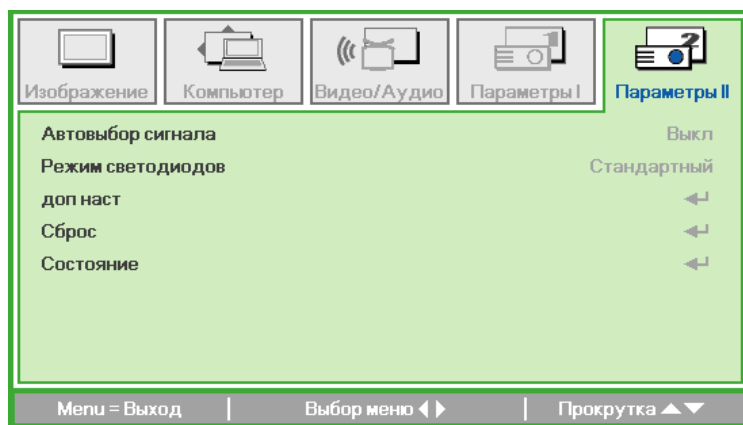 Изображение Компьютер Видео/Аудио Параметры I Параметры II
Автовыбор сигнала Выкл
Режим светодиодов Стандартный
доп наст
Сброс
Состояние
Menu = Выход Выбор меню Прокрутка